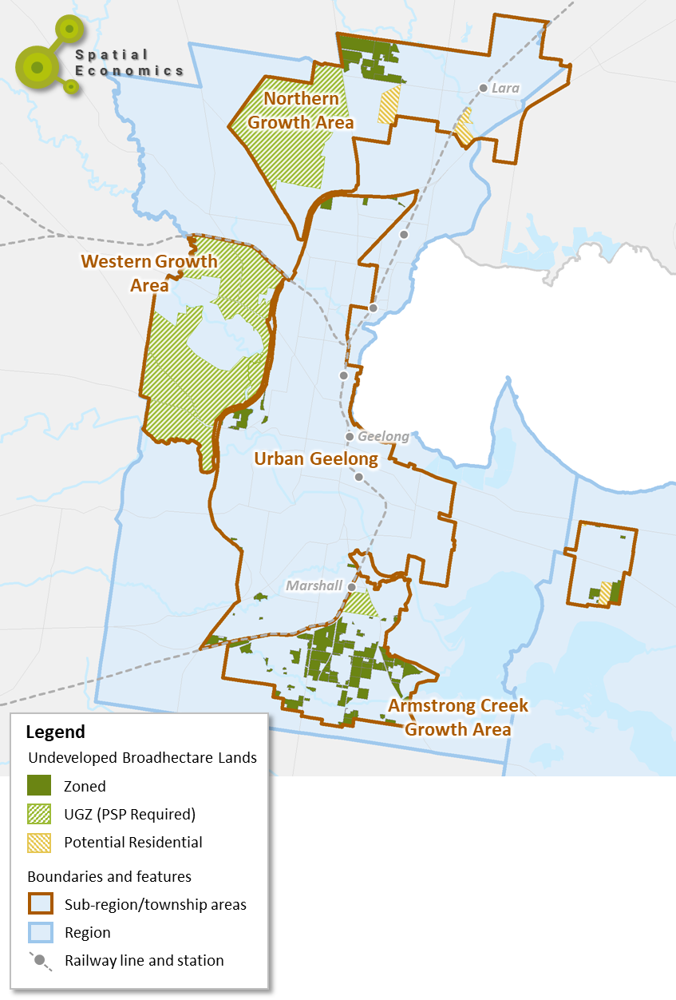 Spatial
Economics
Lara
Northern
Growth Area
Western Growth
Area
Geelong
Urban Geelong
Marshall
Armstrong Creek
Growth Area
Legend
Undeveloped Broadhectare Lands
Zoned
UGZ (PSP Required)
Potential Residential
Boundaries and features
Sub-region/township areas
Region
Railway line and station